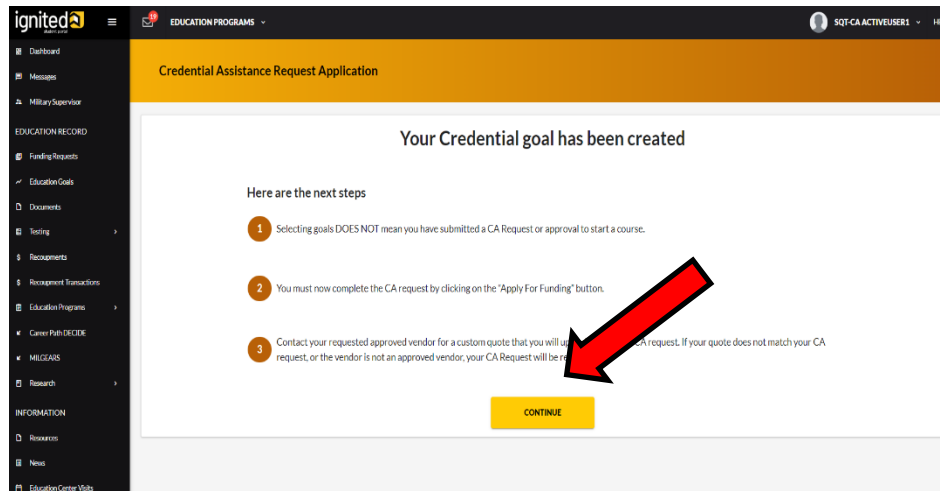 ignited
student portal
19
EDUCATION PROGRAMS
SQT-CA ACTIVEUSER1
Dashboard
Messages
Military Supervisor
EDUCATION RECORD
Funding Requests
Education Goals
Documents
Testing
$ Recoupments
$ Recoupment Transactions
Education Programs
Career Path DECIDE
MILGEARS
Research
INFORMATION
Resources
News
Education Center Visits
Credential Assistance Request Application
Your Credential goal has been created
Here are the next steps
1 Selecting goals DOES NOT mean you have submitted a CA Request or approval to start a course.
2 You must now complete the CA request by clicking on the "Apply For Funding" button.
3 Contact your requested approved vendor for a custom quote that you will CA request. If your quote does not match your CA
request, or the vendor is not an approved vendor, your CA Request will be
CONTINUE